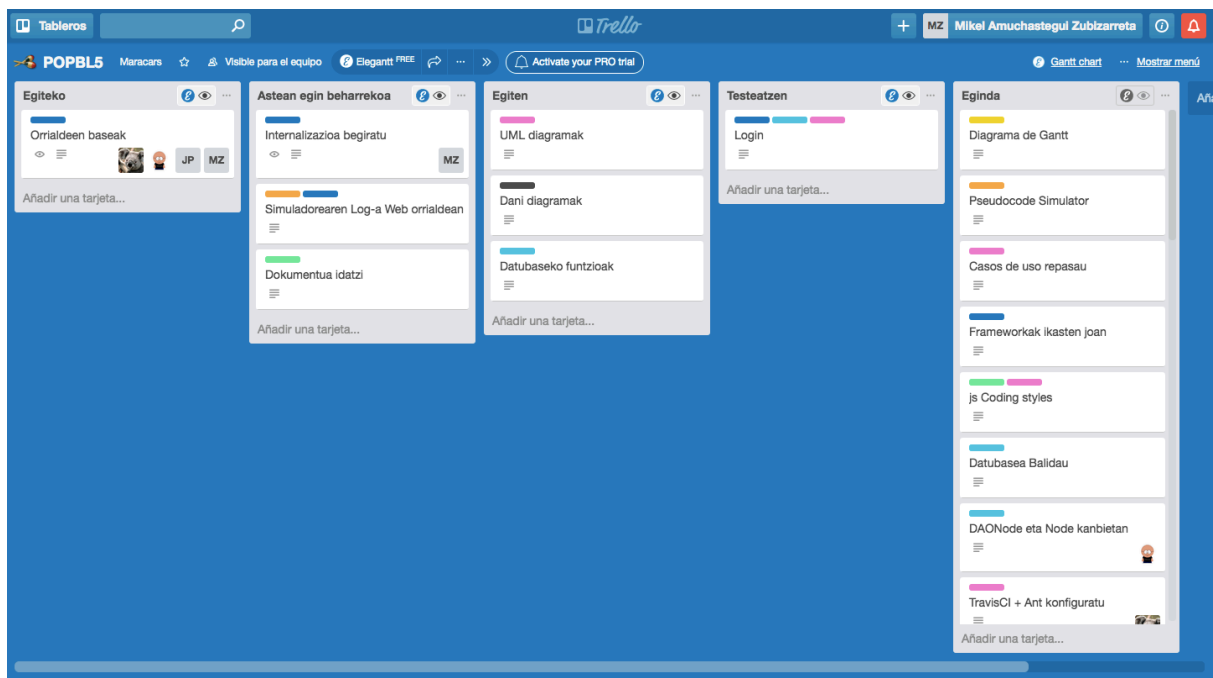 Tableros
Trello
MZ Mikel Amuchastegui Zubizarreta
POPBL5 Maracars Visible para el equipo Elegantt FREE ... Activate your PRO trial Gantt chart ... Mostrar menú
Egiteko
Orrialdeen baseak
JP MZ
Añadir una tarjeta...
Astean egin beharrekoa
Internalizazioa begiratu
MZ
Simuladorearen Log-a Web orrialdean
Dokumentua idatzi
Añadir una tarjeta...
Egiten
UML diagramak
Dani diagramak
Datubaseko funtzioak
Añadir una tarjeta...
Testeatzen
Login
Añadir una tarjeta...
Eginda
Diagrama de Gantt
Pseudocode Simulator
Casos de uso repasau
Frameworkak ikasten joan
js Coding styles
Datubasea Balidau
DAONode eta Node kanbietan
TravisCI + Ant konfiguratu
Añadir una tarjeta...
Aña